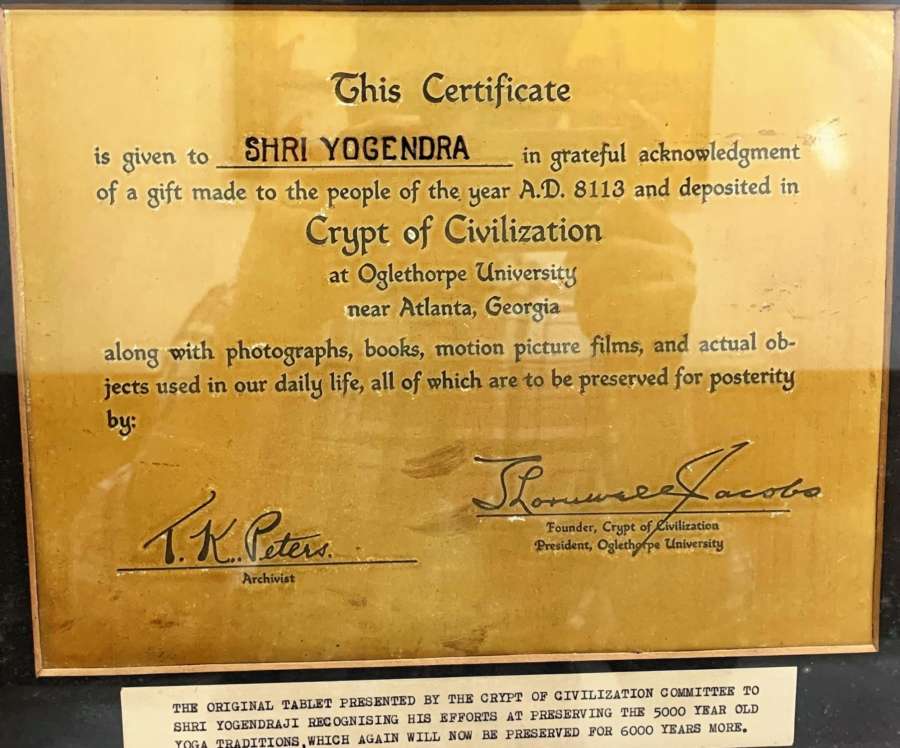 This Certificate
is given to SHRI YOGENDRA in grateful acknowledgment
of a gift made to the people of the year A.D. 8113 and deposited in
Crypt of Civilization
at Oglethorpe University
near Atlanta, Georgia
along with photographs, books, motion picture films, and actual ob-
jects used in our daily life, all of which are to be preserved for posterity
by:
T. K. Peters.
Archivist
Thornwell Jacobs
Founder, Crypt of Civilization
President, Oglethorpe University
THE ORIGINAL TABLET PRESENTED BY THE CRYPT OF CIVILIZATION COMMITTEE TO
SHRI YOGENDRAJI RECOGNISING HIS EFFORTS AT PRESERVING THE 5000 YEAR OLD
YOGA TRADITIONS,WHICH AGAIN WILL NOW BE PRESERVED FOR 6000 YEARS MORE.